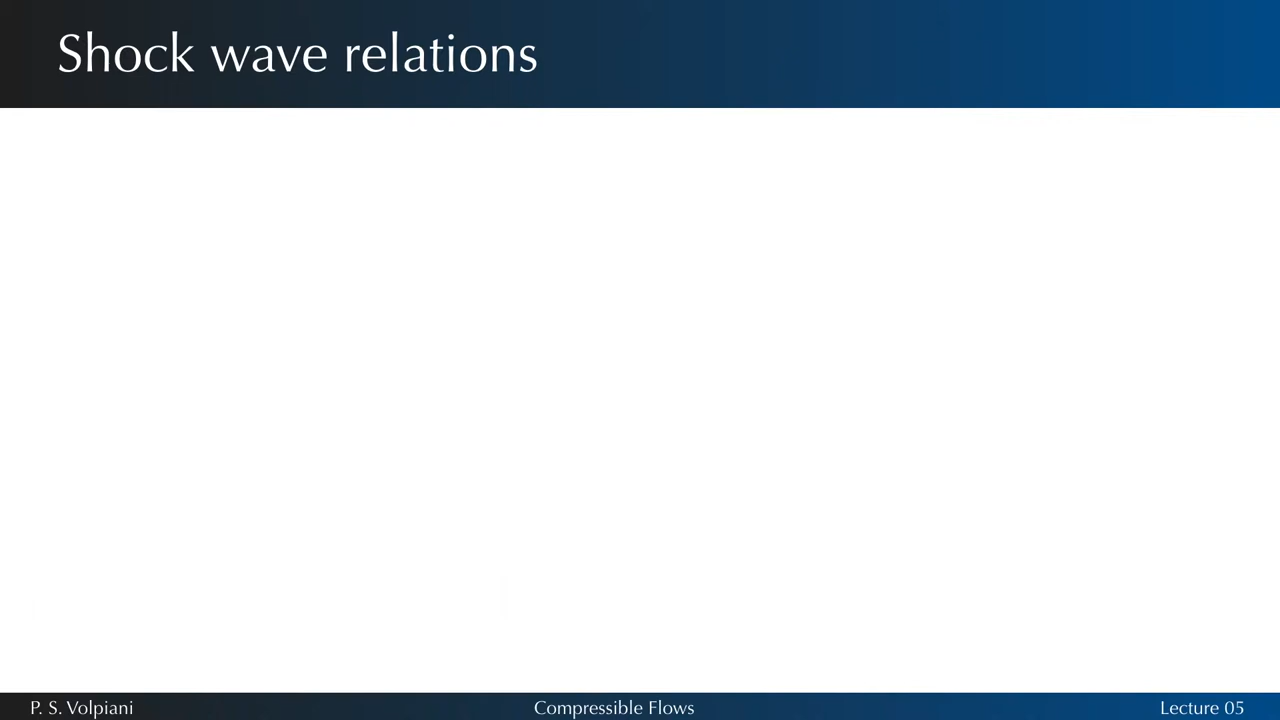 Shock wave relations
P. S. Volpiani
Compressible Flows
Lecture 05